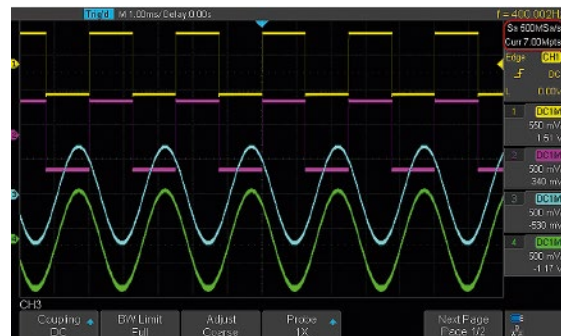 Trig'd M 1.00ms/ Delay:0.00s
f = 400.002Hz
Sa 500MSa/s
Curr 7.00Mpts
Edge CH1
DC
L 0.00V
1 DC1M
550 mV/
1.51 V
2 DC1M
500 mV/
340 mV
3 DC1M
500 mV/
-530 mV
4 DC1M
500 mV/
-1.17 V
CH3
Coupling BW Limit Adjust Probe Next Page
DC Full Coarse 1X Page 1/2